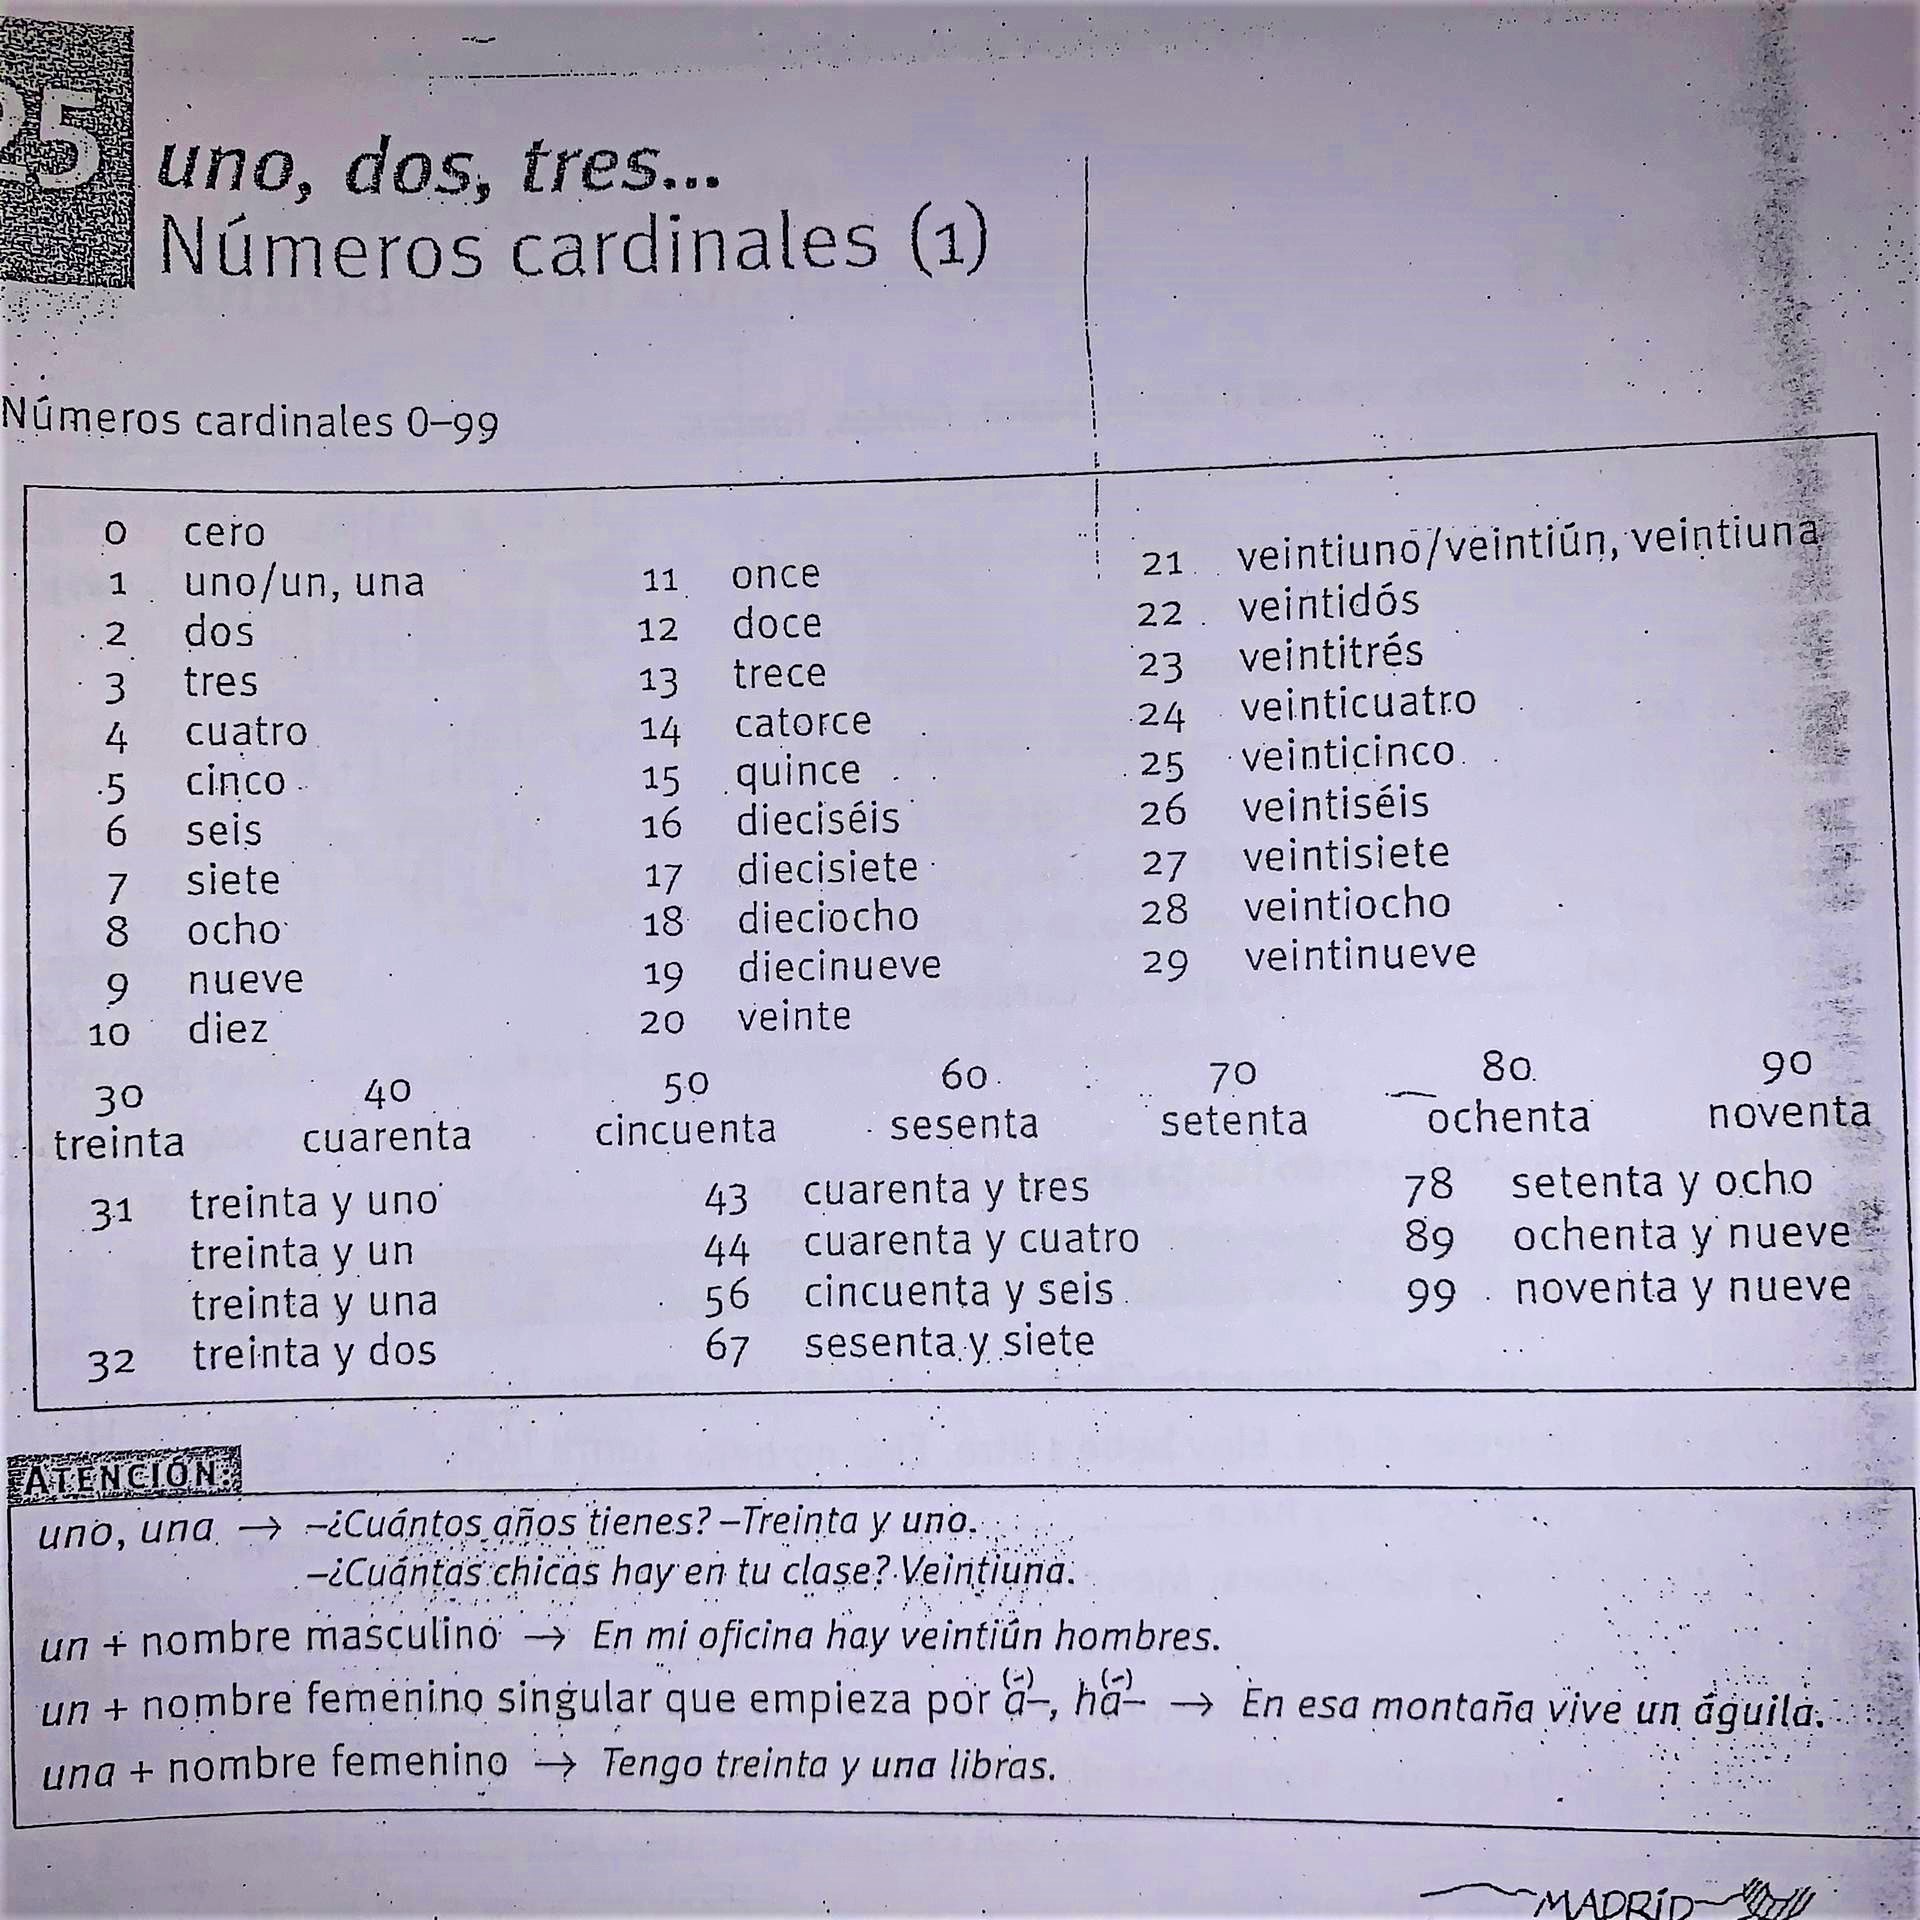 25
uno, dos, tres...
Números cardinales (1)
Números cardinales 0–99
0 cero
1 uno/un, una
2 dos
3 tres
4 cuatro
5 cinco
6 seis
7 siete
8 ocho
9 nueve
10 diez
11 once
12 doce
13 trece
14 catorce
15 quince
16 dieciséis
17 diecisiete
18 dieciocho
19 diecinueve
20 veinte
21 veintiuno/veintiún, veintiuna
22 veintidós
23 veintitrés
24 veinticuatro
25 veinticinco
26 veintiséis
27 veintisiete
28 veintiocho
29 veintinueve
30 40 50 60 70 80 90
treinta cuarenta cincuenta sesenta setenta ochenta noventa
31 treinta y uno
treinta y un
treinta y una
32 treinta y dos
43 cuarenta y tres
44 cuarenta y cuatro
56 cincuenta y seis
67 sesenta y siete
78 setenta y ocho
89 ochenta y nueve
99 noventa y nueve
ATENCIÓN:
uno, una → –¿Cuántos años tienes? –Treinta y uno.
–¿Cuántas chicas hay en tu clase? Veintiuna.
un + nombre masculino → En mi oficina hay veintiún hombres.
un + nombre femenino singular que empieza por a(´)–, ha(´)– → En esa montaña vive un águila.
una + nombre femenino → Tengo treinta y una libras.
MADRID